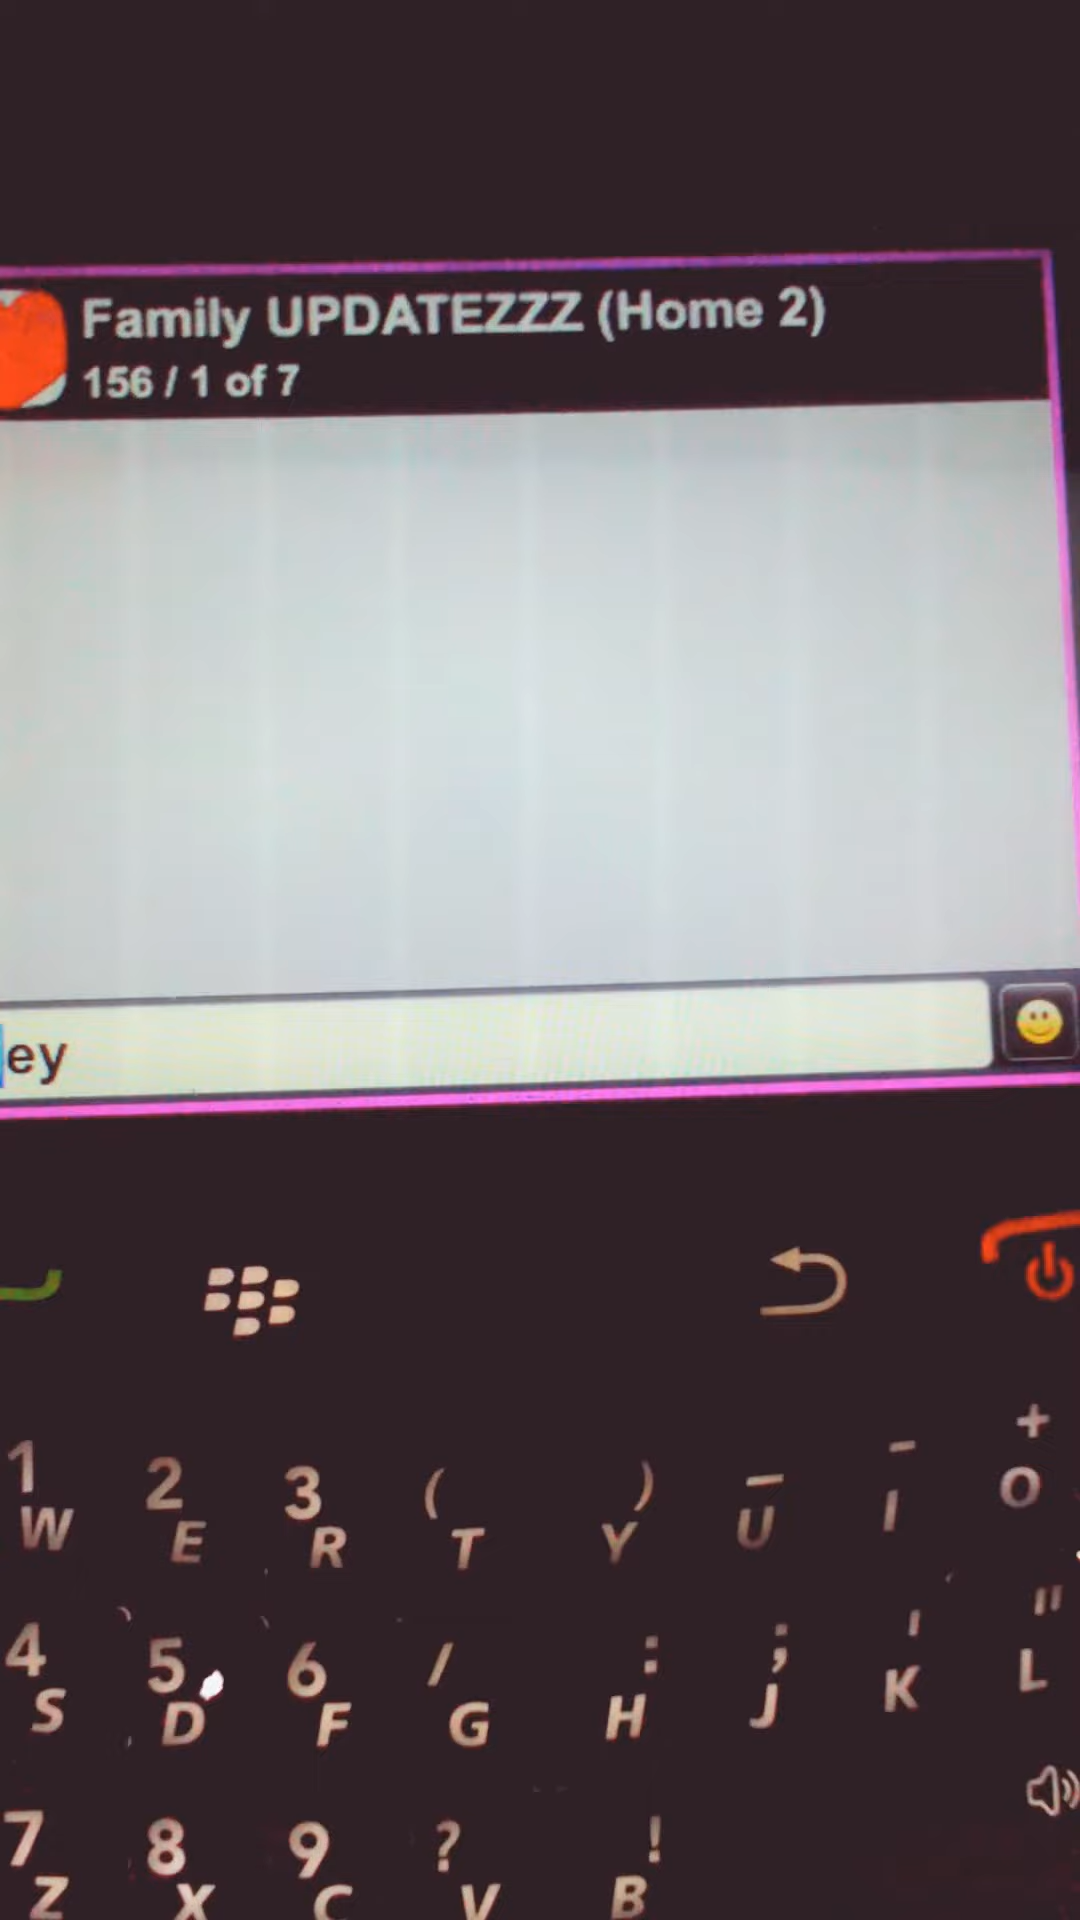 Family UPDATEZZZ (Home 2)
156 / 1 of 7
ey
1 2 3 ( ) _ - +
W E R T Y U I O
4 5 6 / : ; ' "
S D F G H J K L
7 8 9 ? !
Z X C V B